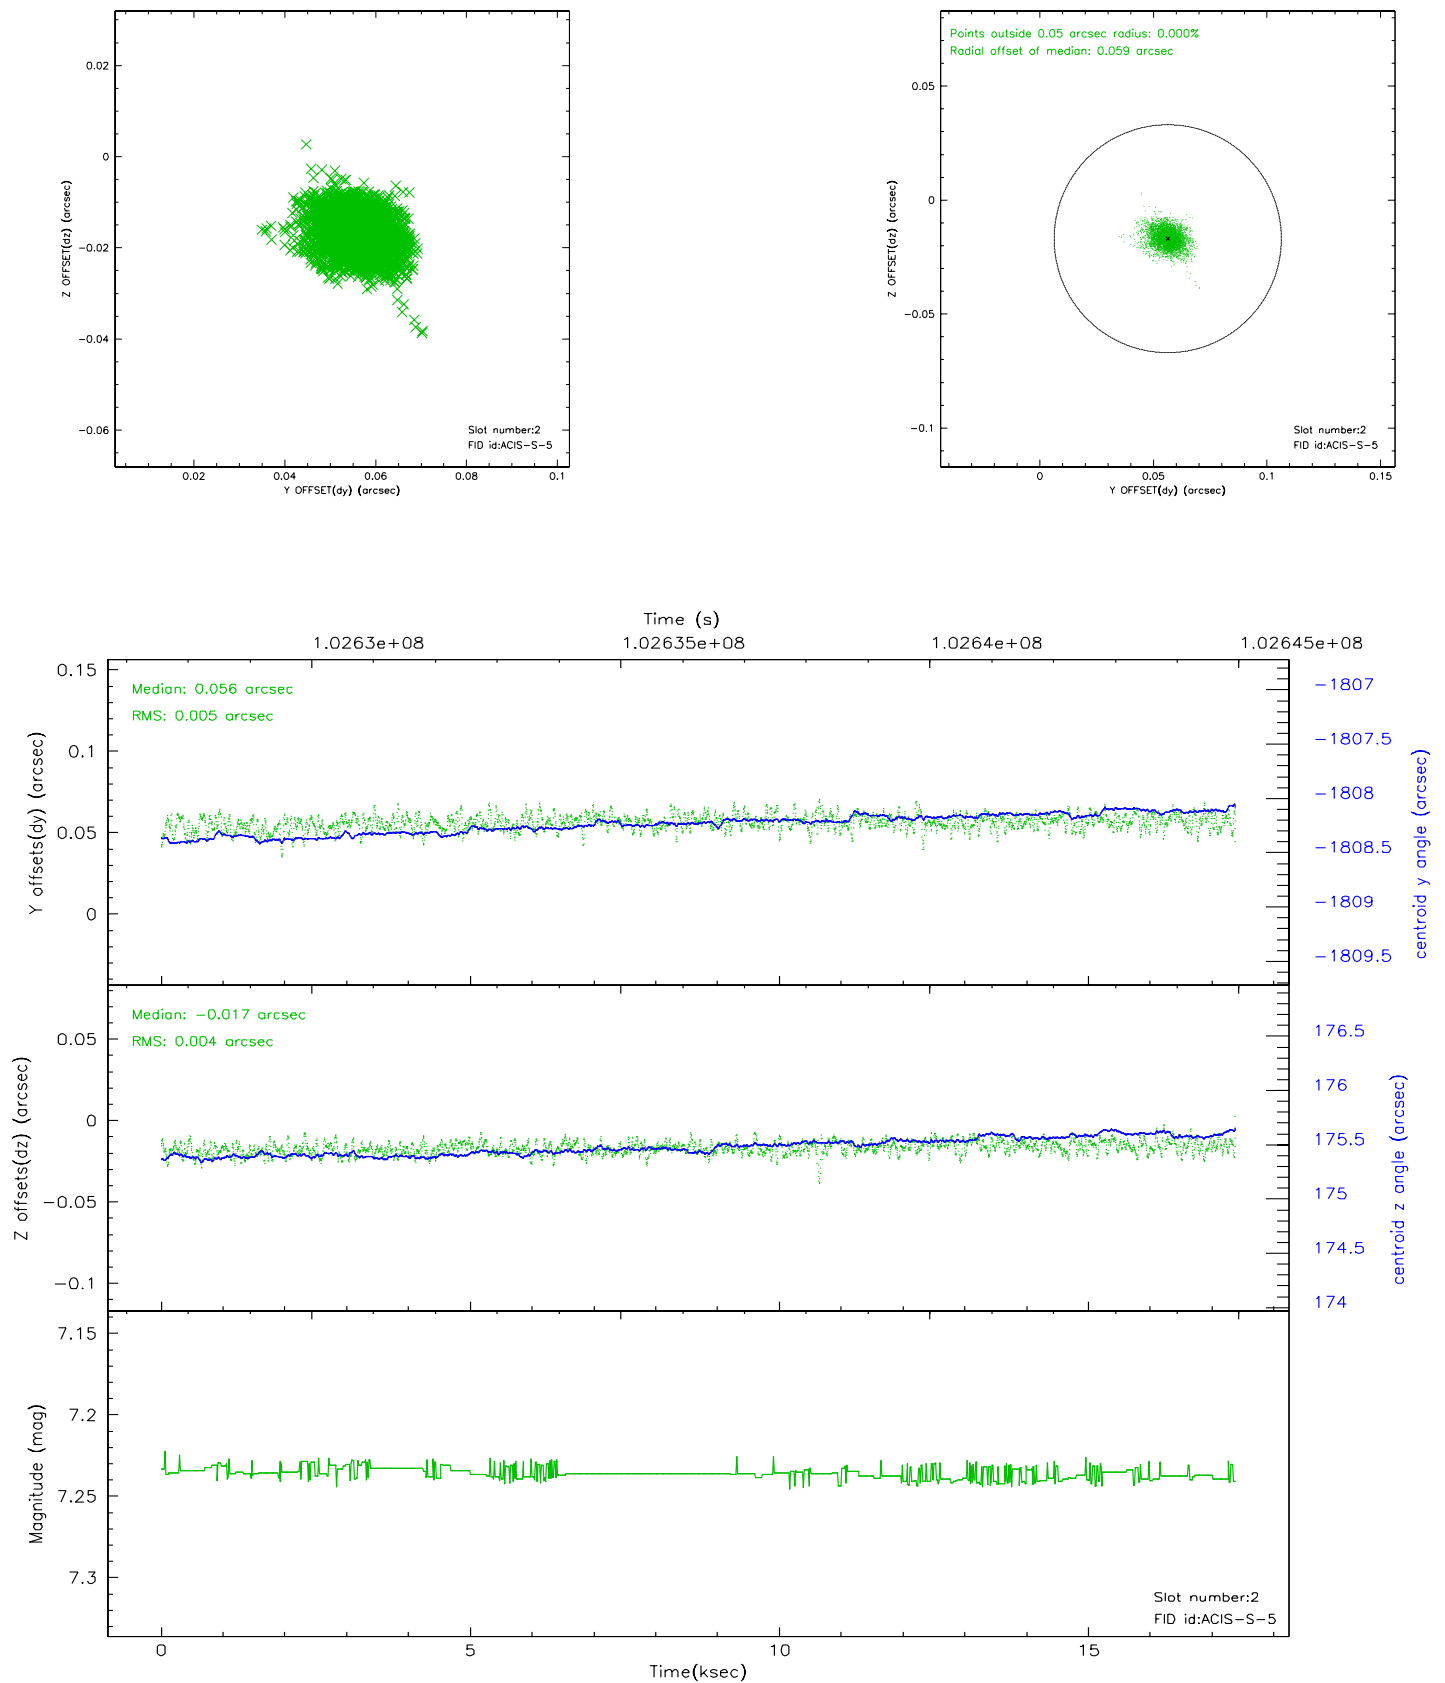 0.02
0
-0.02
-0.04
-0.06
Z OFFSET(dz) (arcsec)
0.02
0.04
0.06
0.08
0.1
Y OFFSET(dy) (arcsec)
Slot number:2
FID id:ACIS-S-5
Points outside 0.05 arcsec radius: 0.000%
Radial offset of median: 0.059 arcsec
0.05
0
-0.05
-0.1
Z OFFSET(dz) (arcsec)
0
0.05
0.1
0.15
Y OFFSET(dy) (arcsec)
Slot number:2
FID id:ACIS-S-5
Time (s)
1.0263e+08
1.02635e+08
1.0264e+08
1.02645e+08
Median: 0.056 arcsec
RMS: 0.005 arcsec
0.15
0.1
0.05
0
Y offsets(dy) (arcsec)
-1807
-1807.5
-1808
-1808.5
-1809
-1809.5
centroid y angle (arcsec)
Median: -0.017 arcsec
RMS: 0.004 arcsec
0.05
0
-0.05
-0.1
Z offsets(dz) (arcsec)
176.5
176
175.5
175
174.5
174
centroid z angle (arcsec)
7.15
7.2
7.25
7.3
Magnitude (mag)
Slot number:2
FID id:ACIS-S-5
0
5
10
15
Time(ksec)